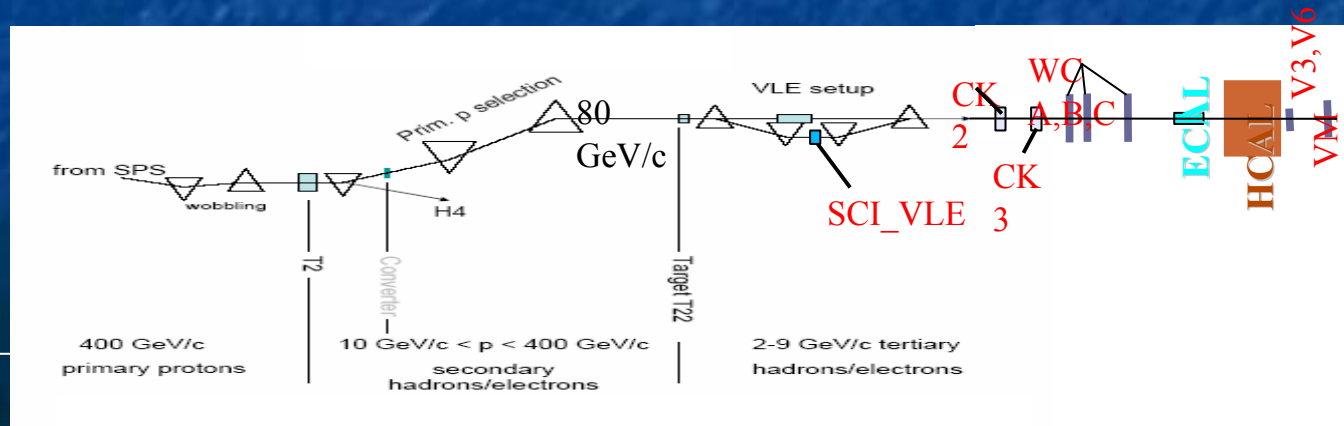 from SPS
wobbling
T2
H4
Converter
Prim. p selection
80
GeV/c
Target T22
VLE setup
SCI_VLE
CK
2
CK
3
WC
A,B,C
ECAL
HCAL
V3,V6
VM
400 GeV/c
primary protons
10 GeV/c < p < 400 GeV/c
secondary
hadrons/electrons
2-9 GeV/c tertiary
hadrons/electrons